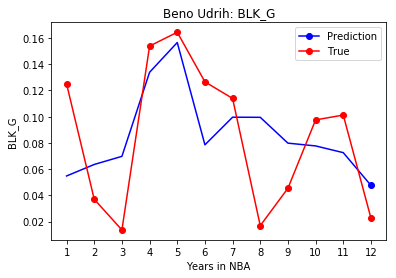 Beno Udrih: BLK_G
Prediction
True
BLK_G
0.16
0.14
0.12
0.10
0.08
0.06
0.04
0.02
1 2 3 4 5 6 7 8 9 10 11 12
Years in NBA